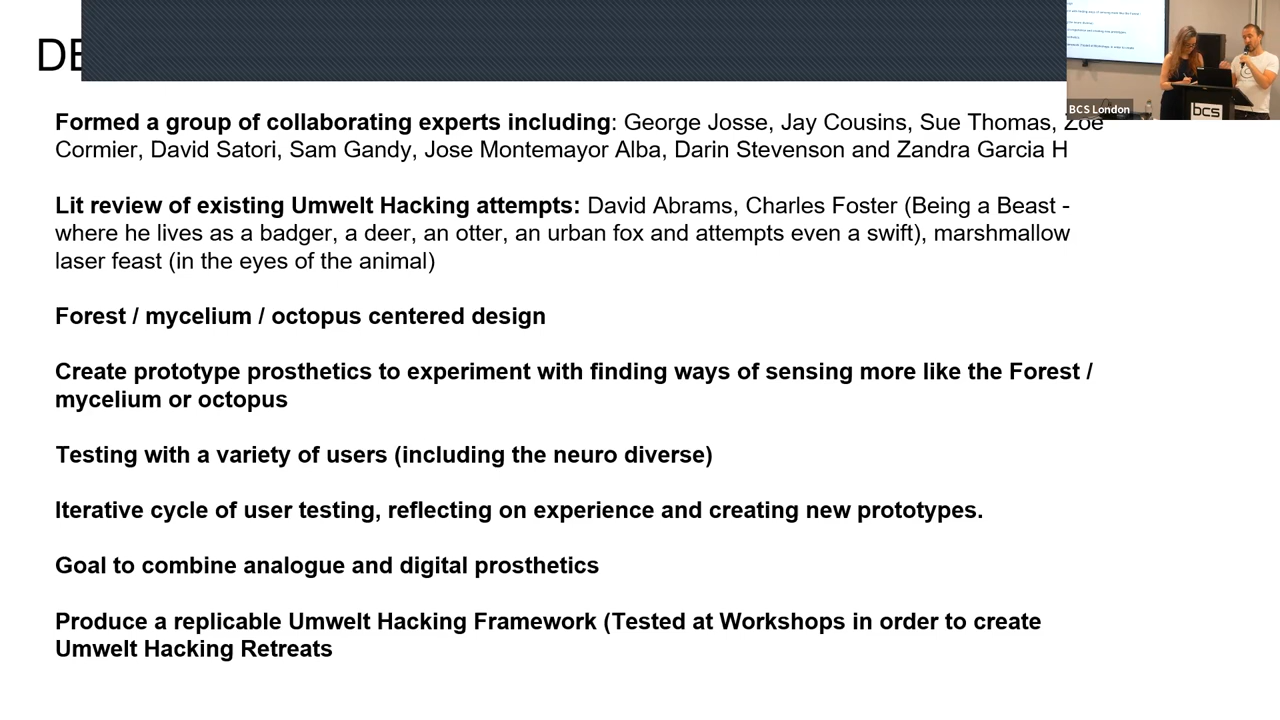 DE
Formed a group of collaborating experts including: George Josse, Jay Cousins, Sue Thomas, Zoe
Cormier, David Satori, Sam Gandy, Jose Montemayor Alba, Darin Stevenson and Zandra Garcia H
Lit review of existing Umwelt Hacking attempts: David Abrams, Charles Foster (Being a Beast -
where he lives as a badger, a deer, an otter, an urban fox and attempts even a swift), marshmallow
laser feast (in the eyes of the animal)
Forest / mycelium / octopus centered design
Create prototype prosthetics to experiment with finding ways of sensing more like the Forest /
mycelium or octopus
Testing with a variety of users (including the neuro diverse)
Iterative cycle of user testing, reflecting on experience and creating new prototypes.
Goal to combine analogue and digital prosthetics
Produce a replicable Umwelt Hacking Framework (Tested at Workshops in order to create
Umwelt Hacking Retreats
BCS London
bcs